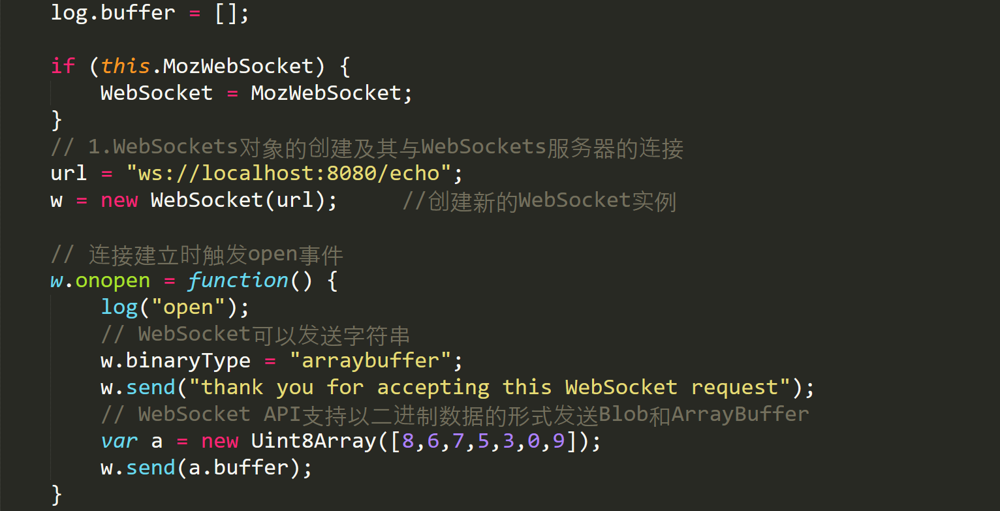 log.buffer = [];
if (this.MozWebSocket) {
WebSocket = MozWebSocket;
}
// 1.WebSockets对象的创建及其与WebSockets服务器的连接
url = "ws://localhost:8080/echo";
w = new WebSocket(url);     //创建新的WebSocket实例
// 连接建立时触发open事件
w.onopen = function() {
log("open");
// WebSocket可以发送字符串
w.binaryType = "arraybuffer";
w.send("thank you for accepting this WebSocket request");
// WebSocket API支持以二进制数据的形式发送Blob和ArrayBuffer
var a = new Uint8Array([8,6,7,5,3,0,9]);
w.send(a.buffer);
}